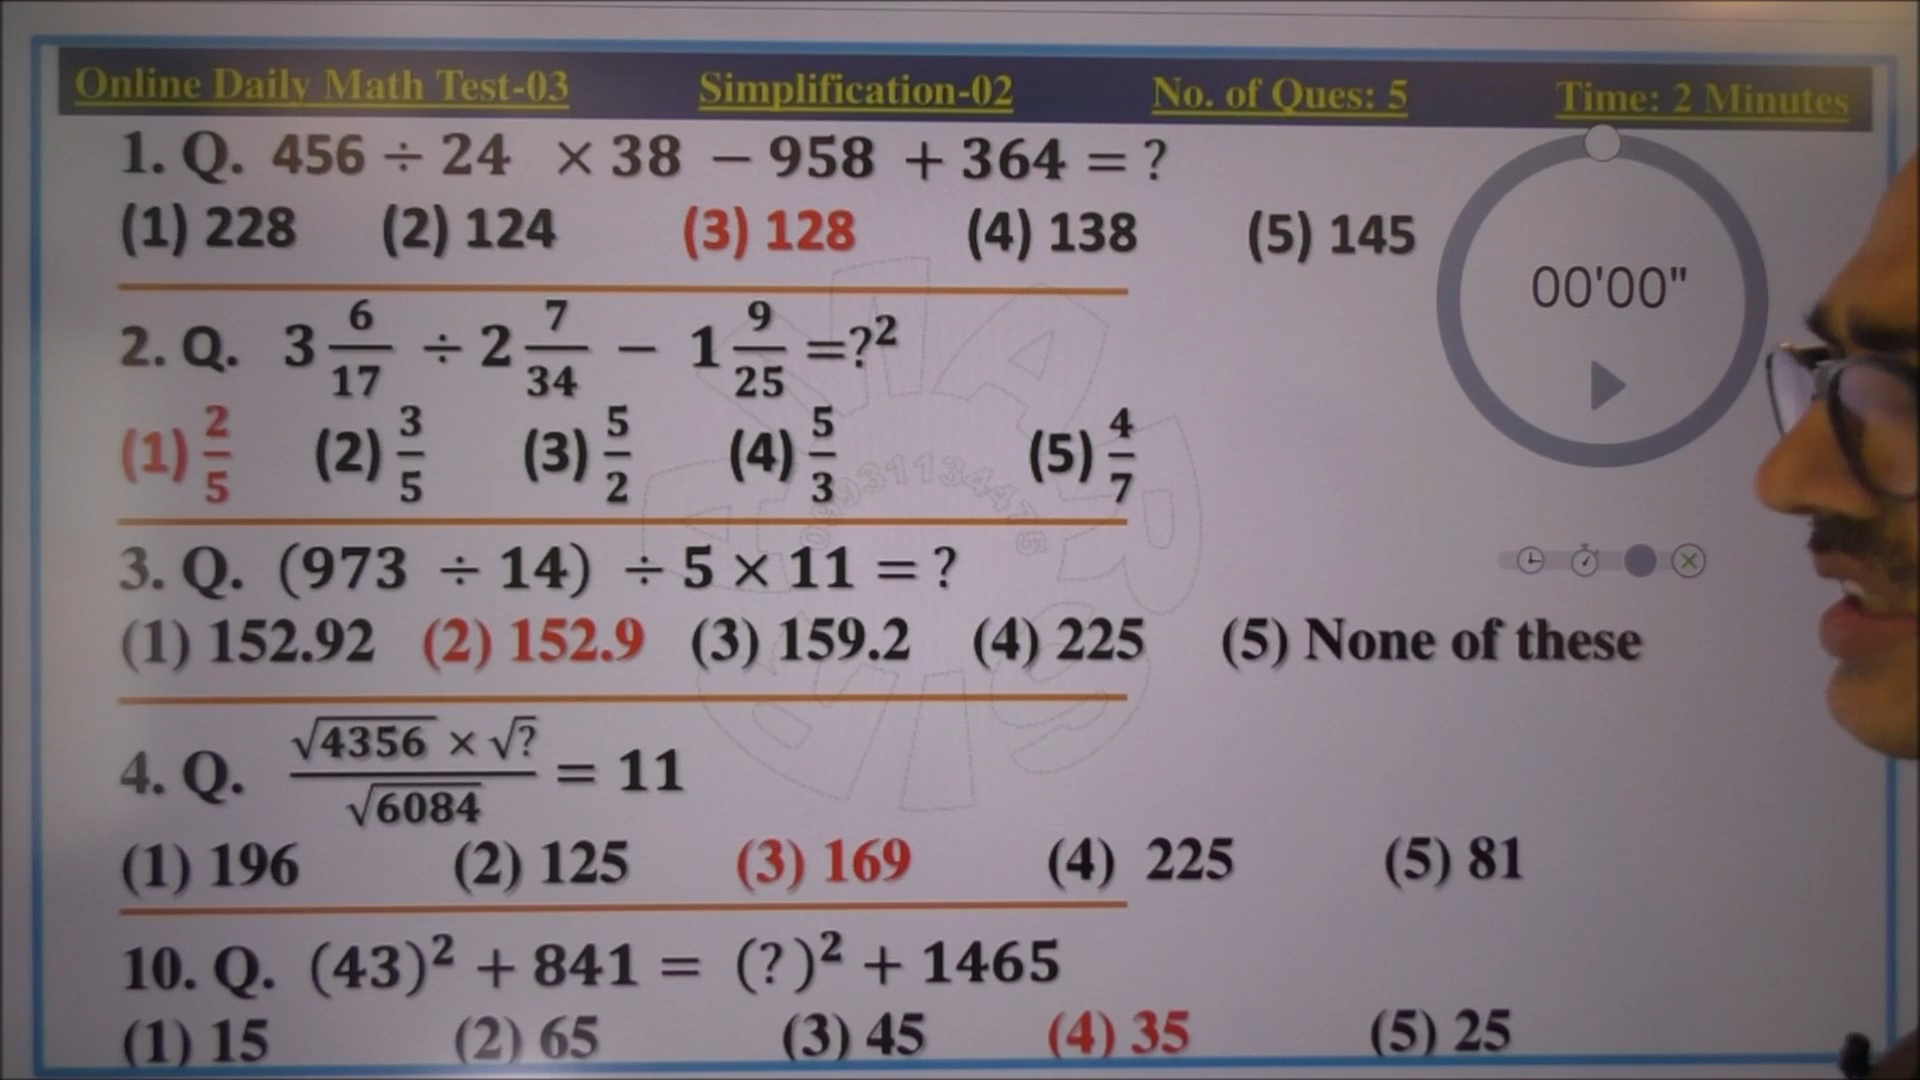 Online Daily Math Test-03 Simplification-02 No. of Ques: 5 Time: 2 Minutes
1. Q. 456 ÷ 24 × 38 − 958 + 364 = ?
(1) 228 (2) 124 (3) 128 (4) 138 (5) 145
00'00"
2. Q. 3 6/17 ÷ 2 7/34 − 1 9/25 =?²
(1) 2/5 (2) 3/5 (3) 5/2 (4) 5/3 (5) 4/7
3. Q. (973 ÷ 14) ÷ 5 × 11 = ?
(1) 152.92 (2) 152.9 (3) 159.2 (4) 225 (5) None of these
4. Q. √4356 × √? / √6084 = 11
(1) 196 (2) 125 (3) 169 (4) 225 (5) 81
10. Q. (43)² + 841 = (?)² + 1465
(1) 15 (2) 65 (3) 45 (4) 35 (5) 25